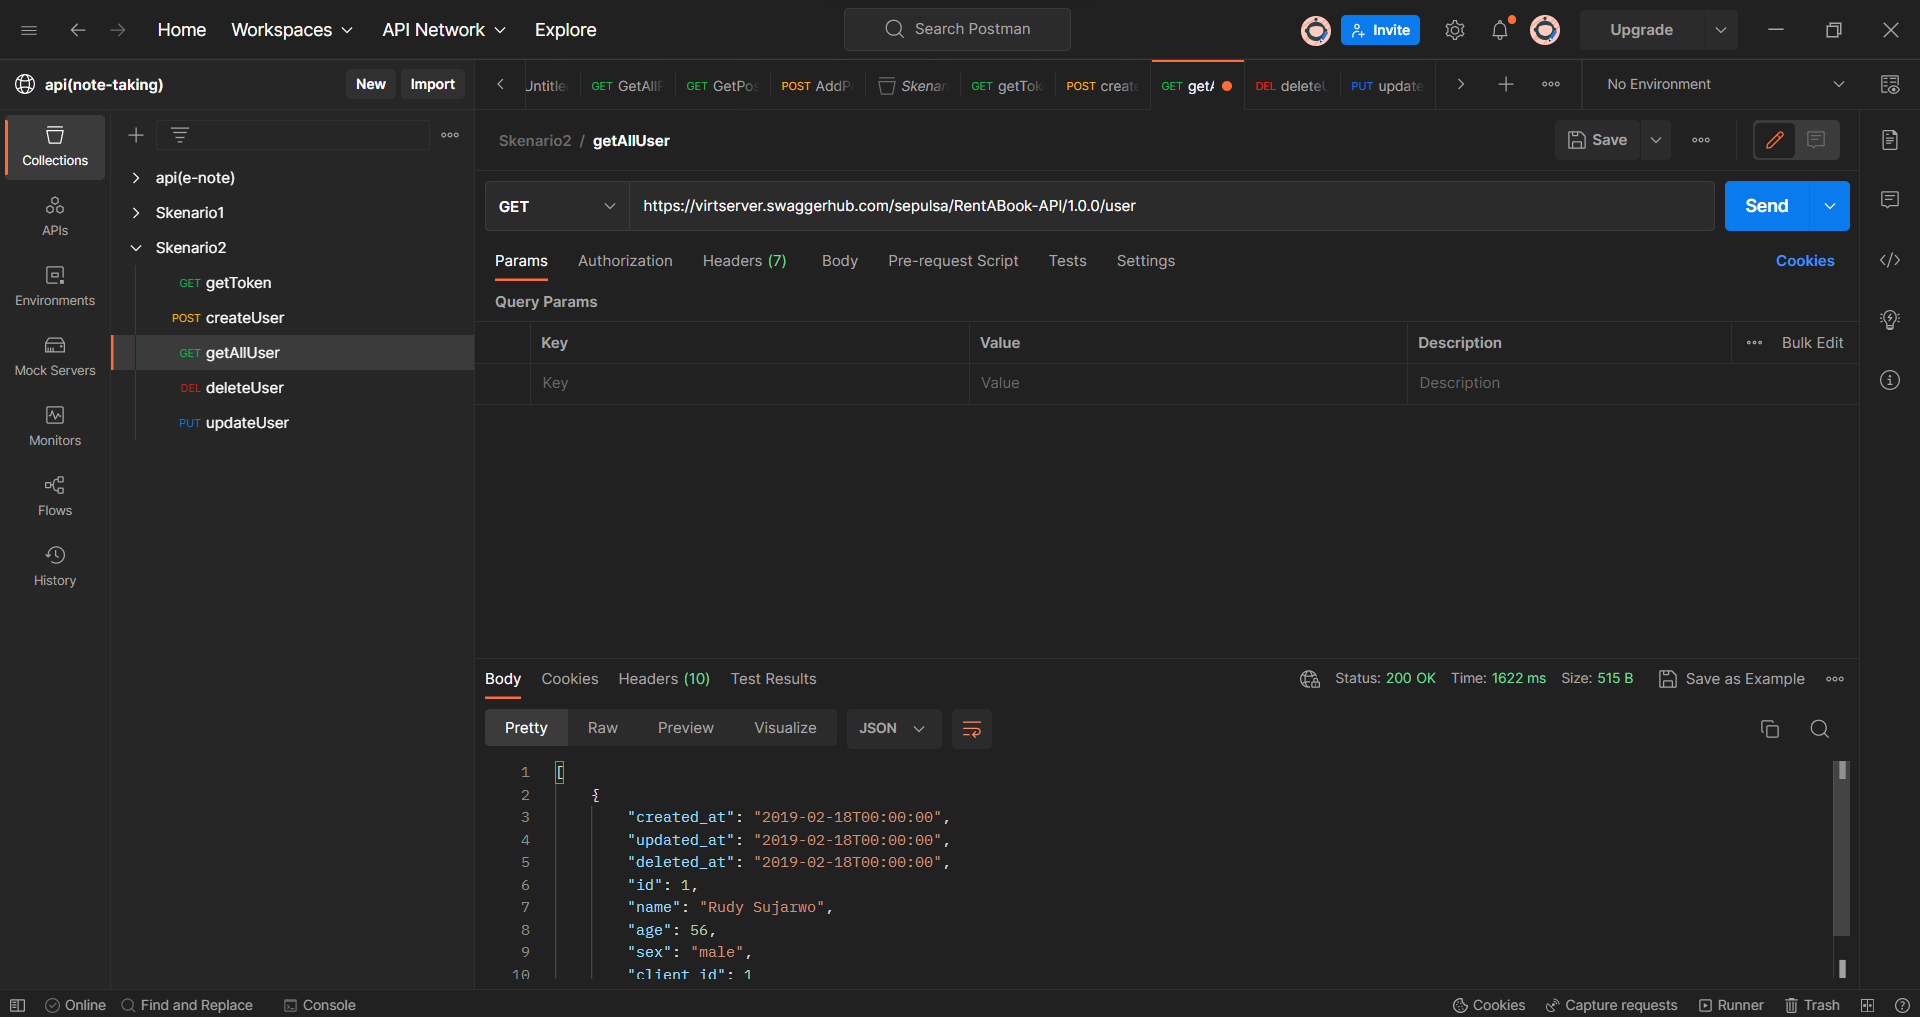 Home Workspaces API Network Explore Search Postman Invite Upgrade
api(note-taking) New Import
GET GetAllP GET GetPo POST AddP Skenar GET getTok POST create GET getA DEL deleteU PUT update No Environment
Collections
APIs
Environments
Mock Servers
Monitors
Flows
History
api(e-note)
Skenario1
Skenario2
GET getToken
POST createUser
GET getAllUser
DEL deleteUser
PUT updateUser
Skenario2 / getAllUser Save
GET https://virtserver.swaggerhub.com/sepulsa/RentABook-API/1.0.0/user Send
Params Authorization Headers (7) Body Pre-request Script Tests Settings Cookies
Query Params
Key Value Description Bulk Edit
Key Value Description
Body Cookies Headers (10) Test Results Status: 200 OK Time: 1622 ms Size: 515 B Save as Example
Pretty Raw Preview Visualize JSON
1 [
2 {
3 "created_at": "2019-02-18T00:00:00",
4 "updated_at": "2019-02-18T00:00:00",
5 "deleted_at": "2019-02-18T00:00:00",
6 "id": 1,
7 "name": "Rudy Sujarwo",
8 "age": 56,
9 "sex": "male",
10 "client_id": 1
Online Find and Replace Console Cookies Capture requests Runner Trash